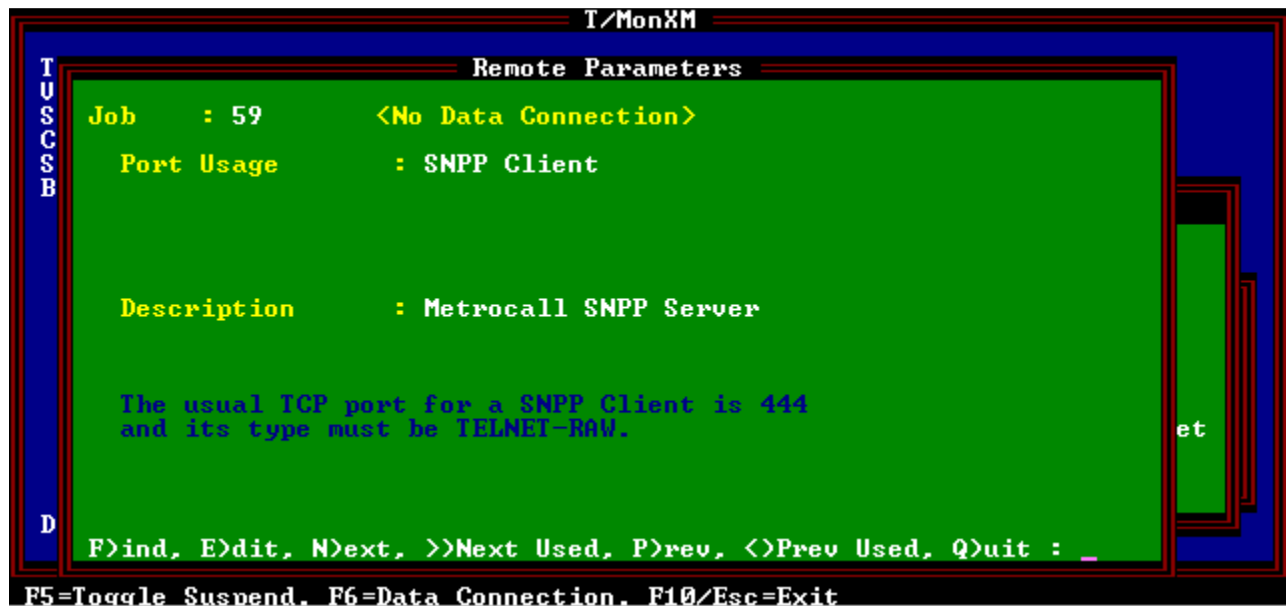 T/MonXM
Remote Parameters
T
V
S
C
S
B
Job : 59 <No Data Connection>
Port Usage : SNPP Client
Description : Metrocall SNPP Server
The usual TCP port for a SNPP Client is 444
and its type must be TELNET-RAW.
et
D
F)ind, E)dit, N)ext, >)Next Used, P)rev, <)Prev Used, Q)uit : _
F5=Toggle Suspend, F6=Data Connection, F10/Esc=Exit